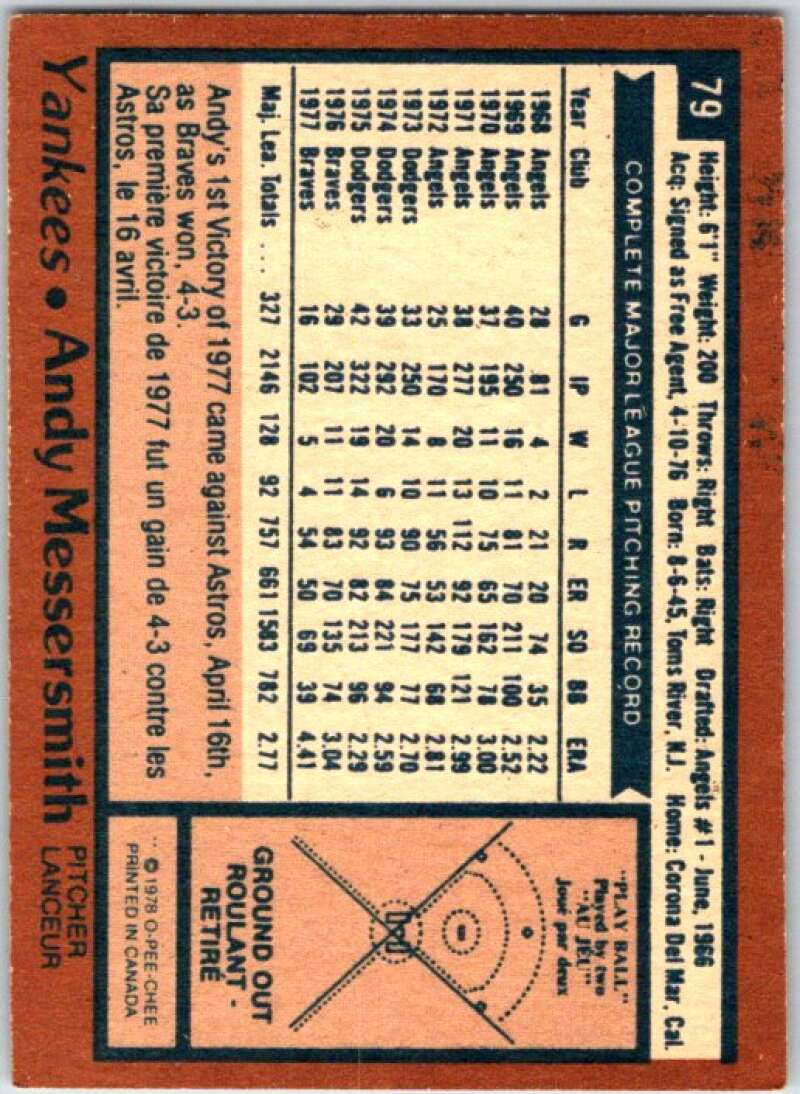 79
Height: 6'1" Weight: 200 Throws: Right Bats: Right Drafted: Angels #1 - June, 1966
Acq: Signed as Free Agent, 4-10-76 Born: 8-6-45, Toms River, N.J. Home: Corona Del Mar, Cal.
COMPLETE MAJOR LEAGUE PITCHING RECORD
Year Club G IP W L R ER SO BB ERA
1968 Angels 28 81 4 2 21 20 74 35 2.22
1969 Angels 40 250 16 11 81 70 211 100 2.52
1970 Angels 37 195 11 10 75 65 162 78 3.00
1971 Angels 38 277 20 13 112 92 179 121 2.99
1972 Angels 25 170 8 11 56 53 142 68 2.81
1973 Dodgers 33 250 14 10 90 75 177 77 2.70
1974 Dodgers 39 292 20 6 93 84 221 94 2.59
1975 Dodgers 42 322 19 14 92 82 213 96 2.29
1976 Braves 29 207 11 11 83 70 135 74 3.04
1977 Braves 16 102 5 4 54 50 69 39 4.41
Maj. Lea. Totals ... 327 2146 128 92 757 661 1583 782 2.77
Andy's 1st Victory of 1977 came against Astros, April 16th,
as Braves won, 4-3.
Sa première victoire de 1977 fut un gain de 4-3 contre les
Astros, le 16 avril.
"PLAY BALL"
Played by two
"AU JEU"
Joué par deux
GROUND OUT
ROULANT -
RETIRÉ
*** © 1978 O-PEE-CHEE
PRINTED IN CANADA
Yankees • Andy Messersmith
PITCHER
LANCEUR